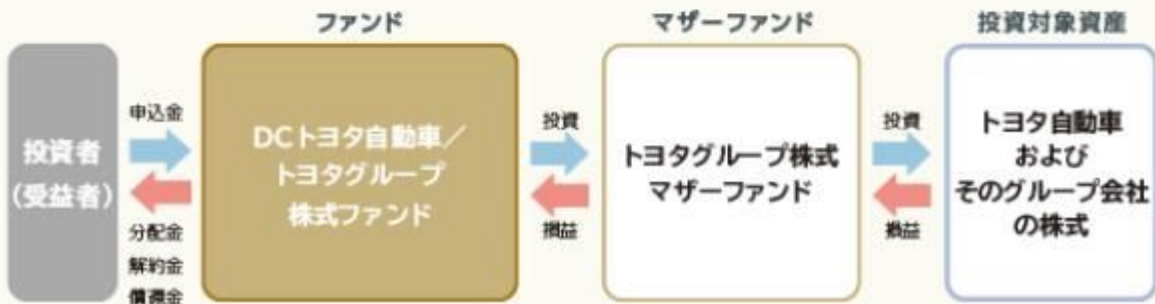 ファンド
マザーファンド
投資対象資産
投資者
(受益者)
申込金
分配金
解約金
償還金
DCトヨタ自動車／
トヨタグループ
株式ファンド
投資
損益
トヨタグループ株式
マザーファンド
投資
損益
トヨタ自動車
および
そのグループ会社
の株式